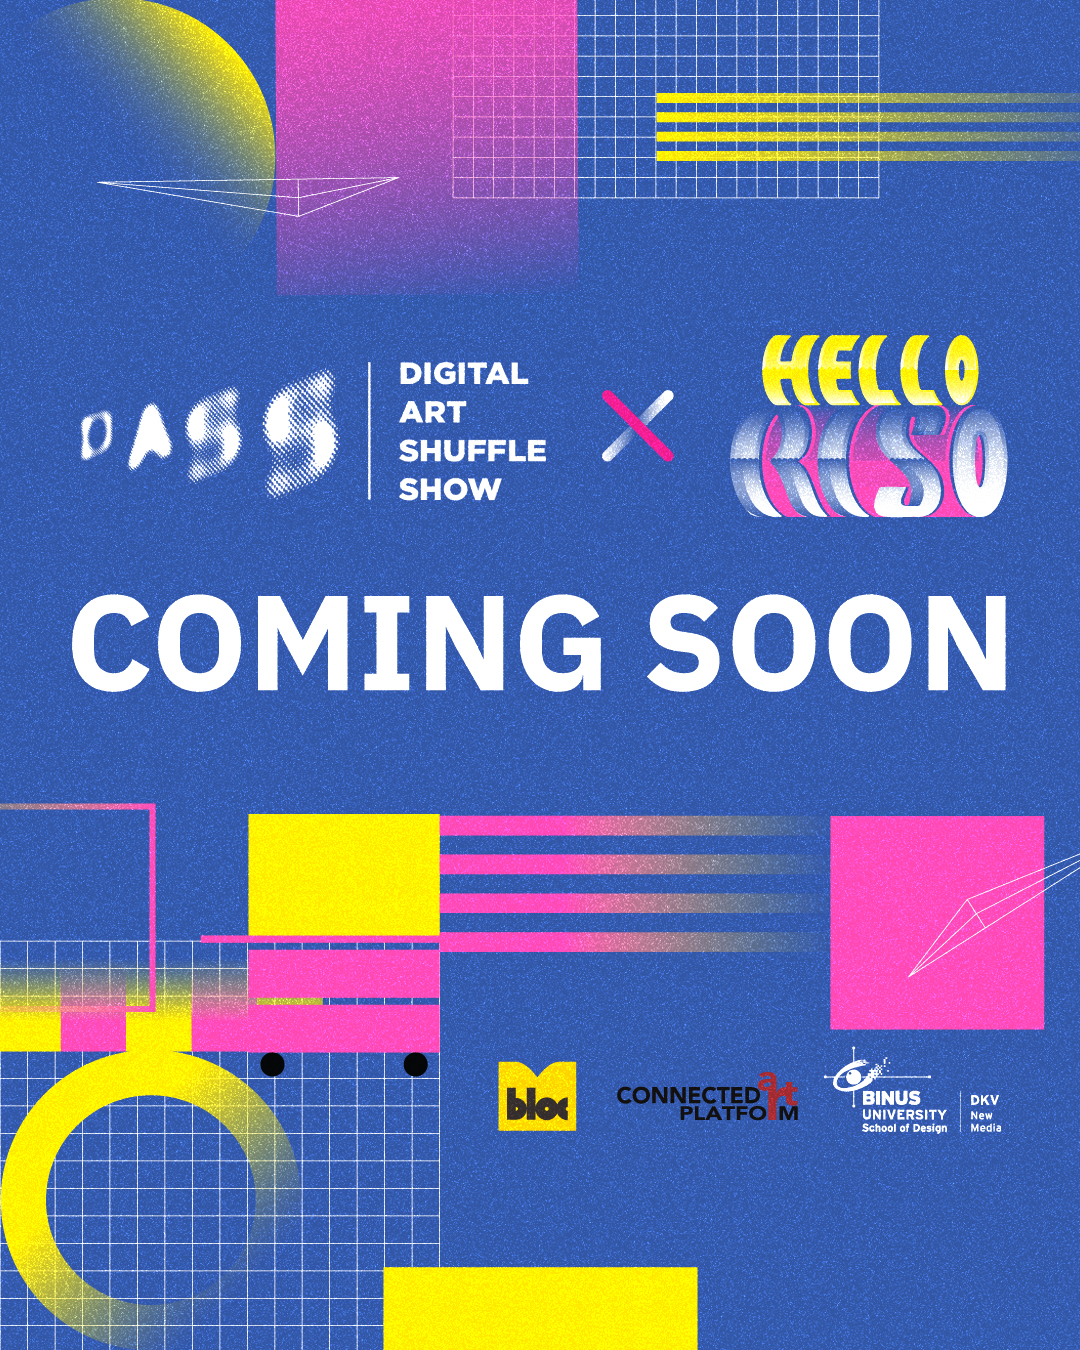 DASS
DIGITAL
ART
SHUFFLE
SHOW
HELLO
RISO
COMING SOON
bloc
CONNECTED art
PLATFORM
BINUS
UNIVERSITY
School of Design
DKV
New
Media